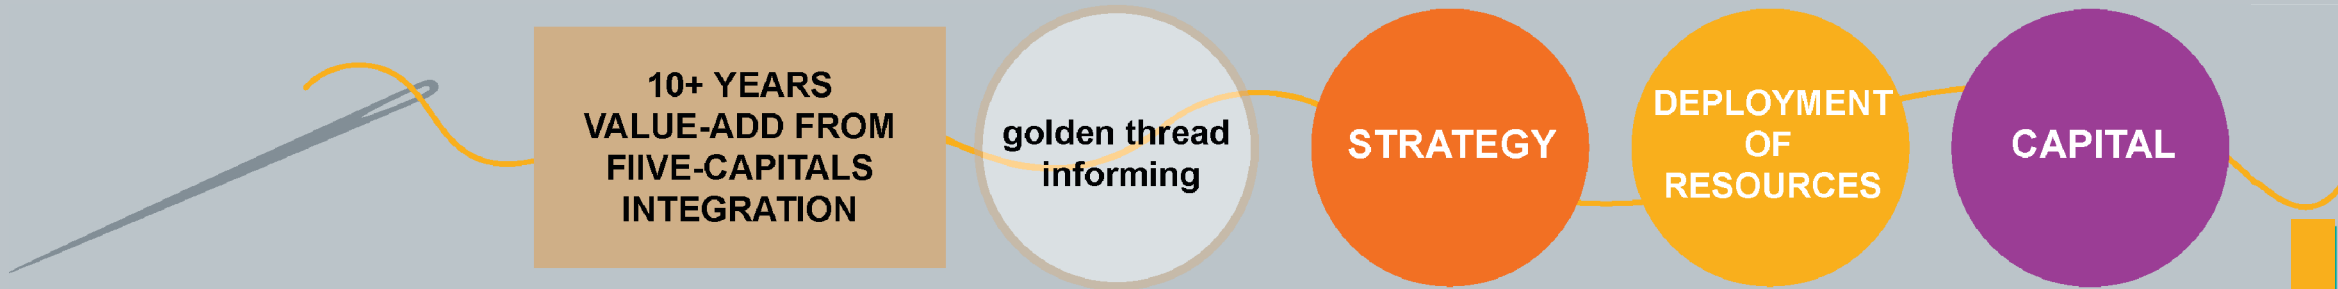 10+ YEARS
VALUE-ADD FROM
FIIVE-CAPITALS
INTEGRATION
golden thread
informing
STRATEGY
DEPLOYMENT
OF
RESOURCES
CAPITAL